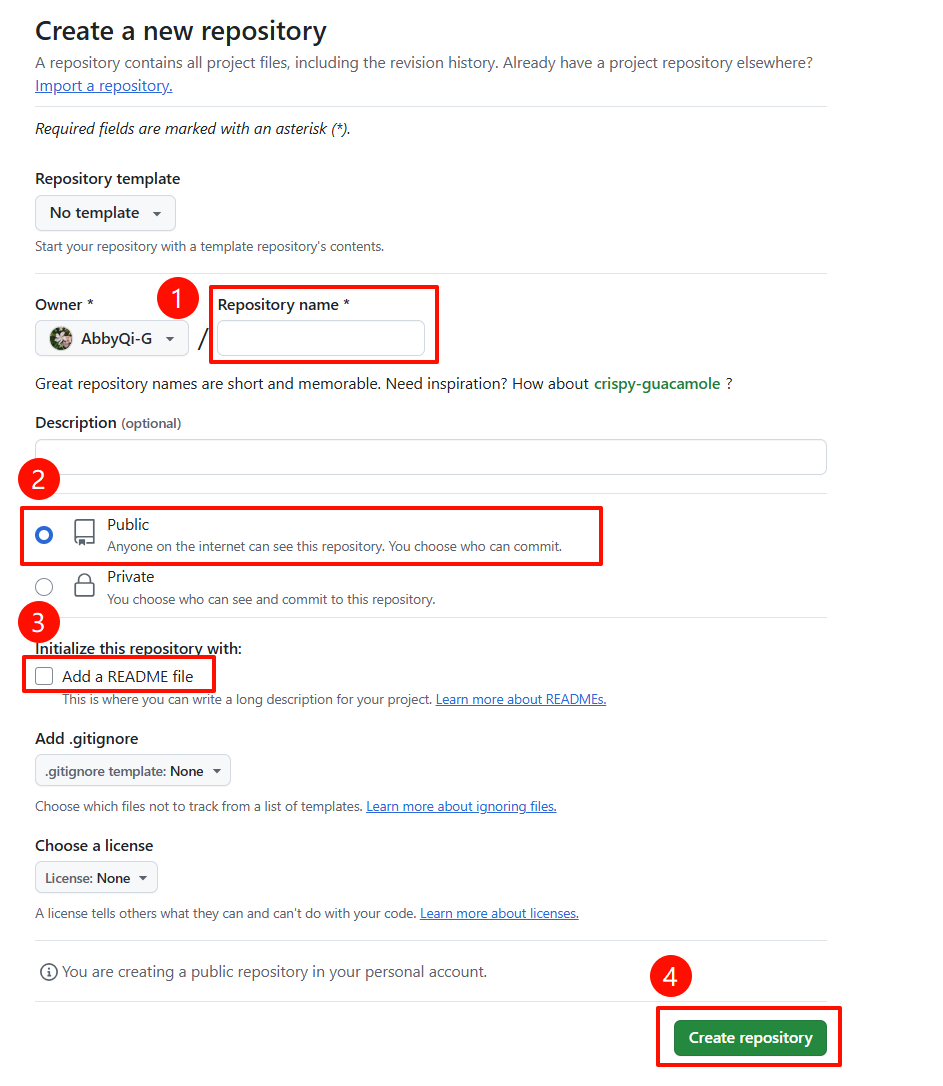 Create a new repository
A repository contains all project files, including the revision history. Already have a project repository elsewhere?
Import a repository.
Required fields are marked with an asterisk (*).
Repository template
No template
Start your repository with a template repository's contents.
1
Owner * Repository name *
AbbyQi-G /
Great repository names are short and memorable. Need inspiration? How about crispy-guacamole ?
Description (optional)
2
Public
Anyone on the internet can see this repository. You choose who can commit.
Private
You choose who can see and commit to this repository.
3
Initialize this repository with:
Add a README file
This is where you can write a long description for your project. Learn more about READMEs.
Add .gitignore
.gitignore template: None
Choose which files not to track from a list of templates. Learn more about ignoring files.
Choose a license
License: None
A license tells others what they can and can't do with your code. Learn more about licenses.
You are creating a public repository in your personal account.
4
Create repository